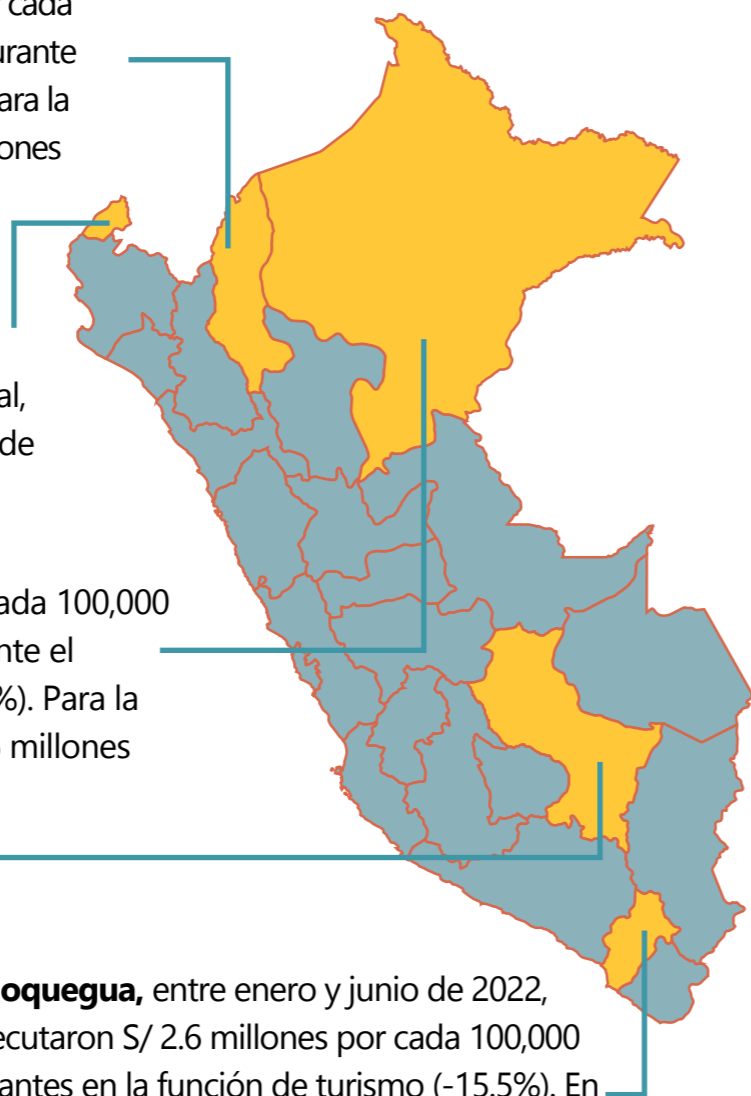 cada
urante
ara la
ones
al,
de
ada 100,000
nte el
%). Para la
millones
oquegua, entre enero y junio de 2022,
ecutaron S/ 2.6 millones por cada 100,000
antes en la función de turismo (-15.5%). En